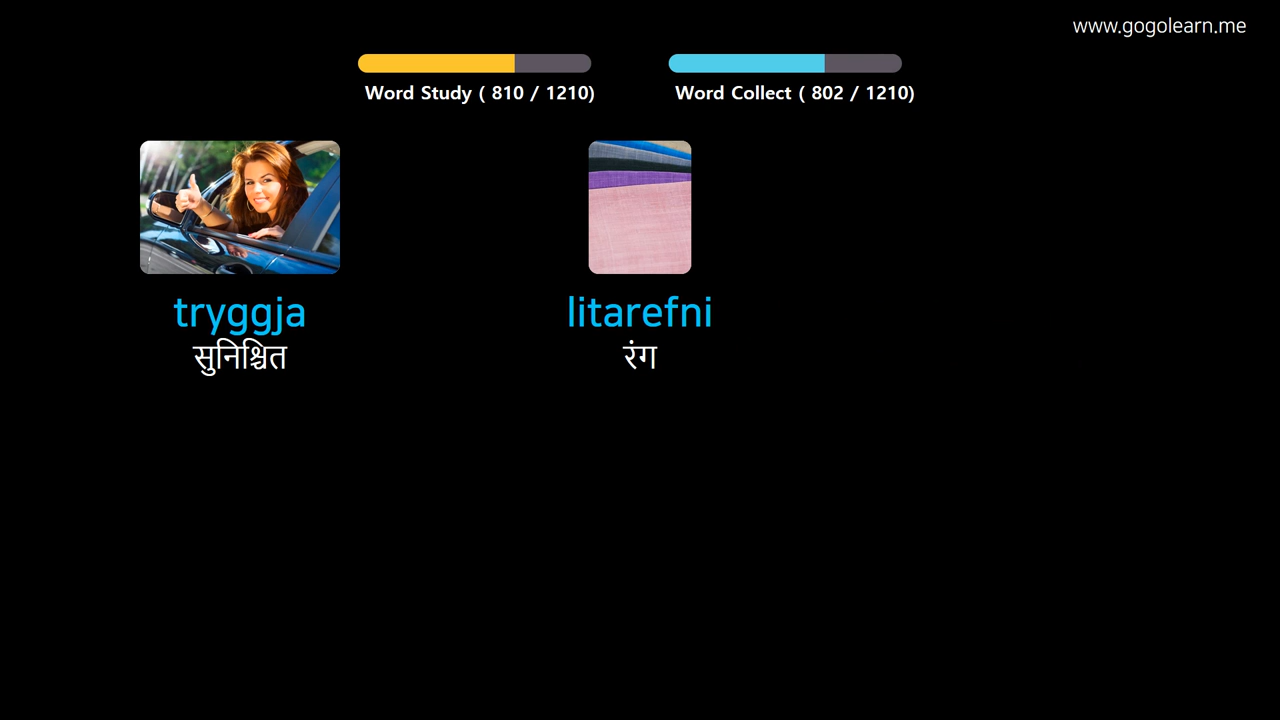 www.gogolearn.me
Word Study ( 810 / 1210)
Word Collect ( 802 / 1210)
tryggja
सुनिश्चित
litarefni
रंग